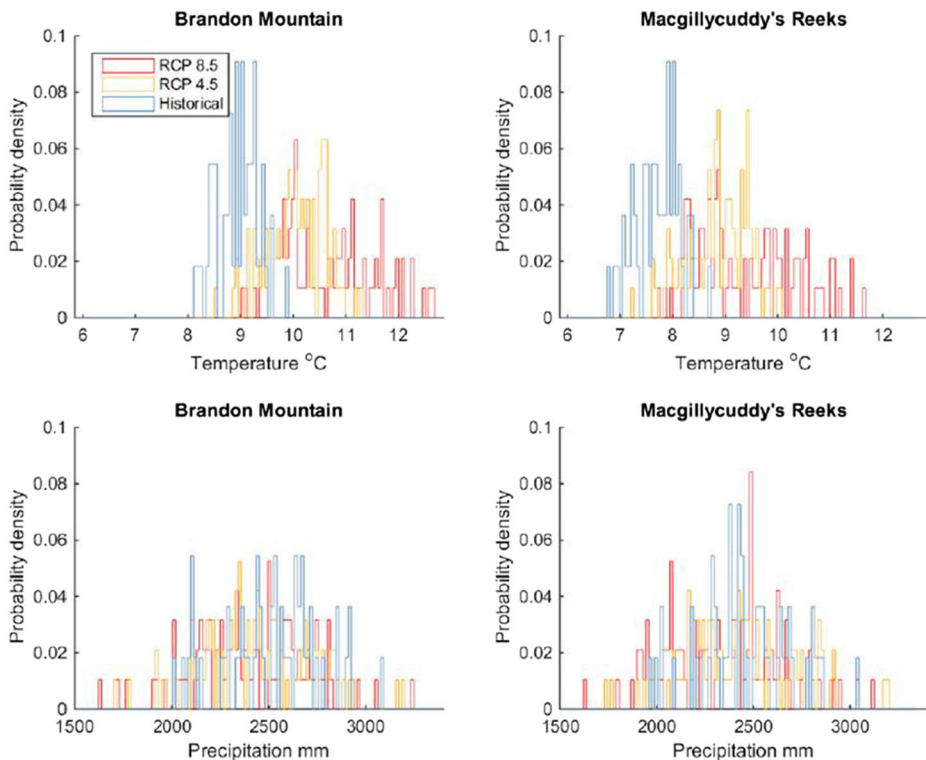 Brandon Mountain
Macgillycuddy's Reeks
0.1
0.08
0.06
0.04
0.02
0
Probability density
RCP 8.5
RCP 4.5
Historical
6 7 8 9 10 11 12
Temperature °C
0.1
0.08
0.06
0.04
0.02
0
Probability density
6 7 8 9 10 11 12
Temperature °C
Brandon Mountain
Macgillycuddy's Reeks
0.1
0.08
0.06
0.04
0.02
0
Probability density
1500 2000 2500 3000
Precipitation mm
0.1
0.08
0.06
0.04
0.02
0
Probability density
1500 2000 2500 3000
Precipitation mm